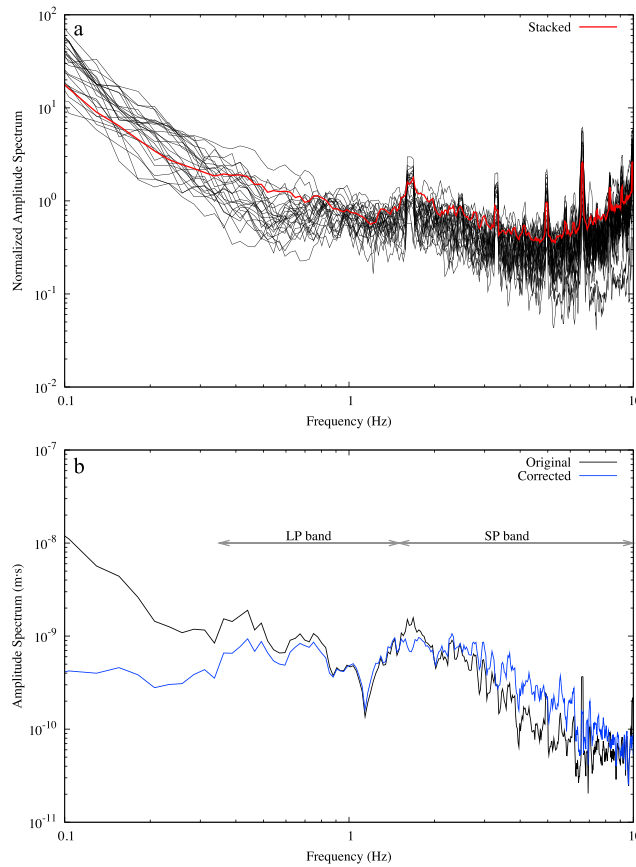 a
Stacked
10^2
10^1
10^0
10^-1
10^-2
Normalized Amplitude Spectrum
0.1
1
10
Frequency (Hz)
b
Original
Corrected
LP band
SP band
10^-7
10^-8
10^-9
10^-10
10^-11
Amplitude Spectrum (m·s)
0.1
1
10
Frequency (Hz)